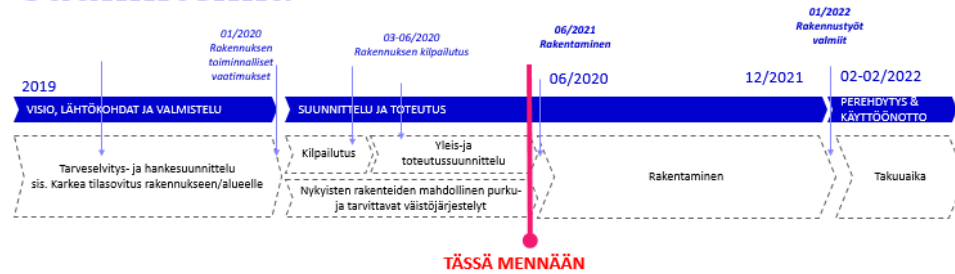 01/2020
Rakennuksen
toiminnalliset
vaatimukset
03-06/2020
Rakennuksen kilpailutus
06/2021
Rakentaminen
01/2022
Rakennustyöt
valmiit
2019
06/2020
12/2021
02-02/2022
VISIO, LÄHTÖKOHDAT JA VALMISTELU
SUUNNITTELU JA TOTEUTUS
PEREHDYTYS &
KÄYTTÖÖNOTTO
Tarveselvitys- ja hankesuunnittelu
sis. Karkea tilasovitus rakennukseen/alueelle
Kilpailutus
Yleis-ja
toteutussuunnittelu
Nykyisten rakenteiden mahdollinen purku-
ja tarvittavat väistöjärjestelyt
Rakentaminen
Takuuaika
TÄSSÄ MENNÄÄN